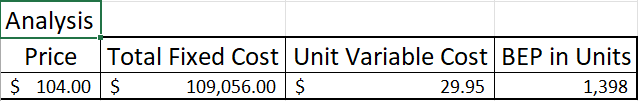 Analysis
Price Total Fixed Cost Unit Variable Cost BEP in Units
$ 104.00 $ 109,056.00 $ 29.95 1,398